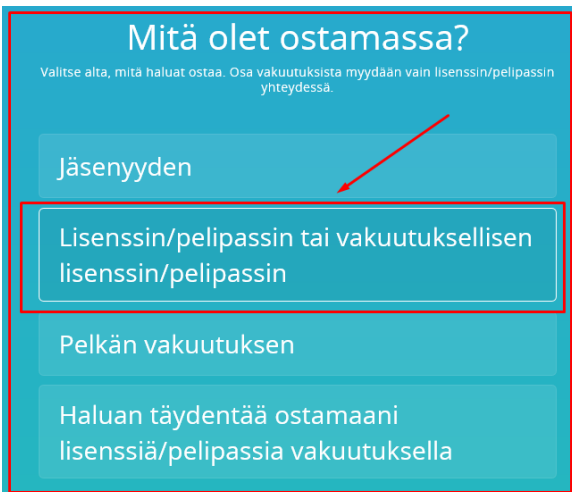 Mitä olet ostamassa?
Valitse alta, mitä haluat ostaa. Osa vakuutuksista myydään vain lisenssin/pelipassin
yhteydessä.
Jäsenyyden
Lisenssin/pelipassin tai vakuutuksellisen
lisenssin/pelipassin
Pelkän vakuutuksen
Haluan täydentää ostamaani
lisenssiä/pelipassia vakuutuksella